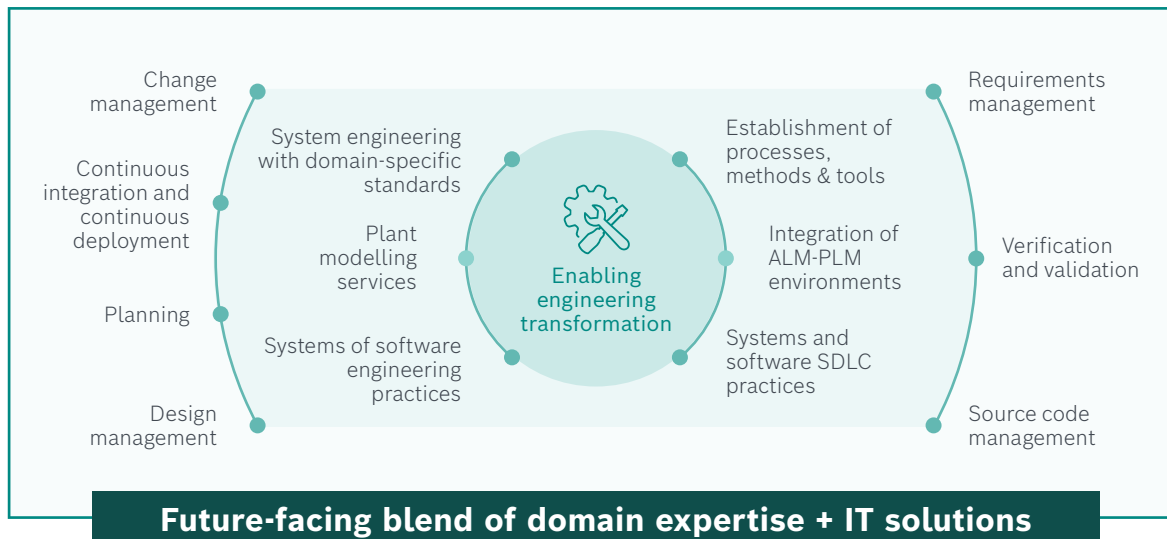 Change
management
Continuous
integration and
continuous
deployment
Planning
Design
management
System engineering
with domain-specific
standards
Plant
modelling
services
Systems of software
engineering
practices
Enabling
engineering
transformation
Establishment of
processes,
methods & tools
Integration of
ALM-PLM
environments
Systems and
software SDLC
practices
Requirements
management
Verification
and validation
Source code
management
Future-facing blend of domain expertise + IT solutions